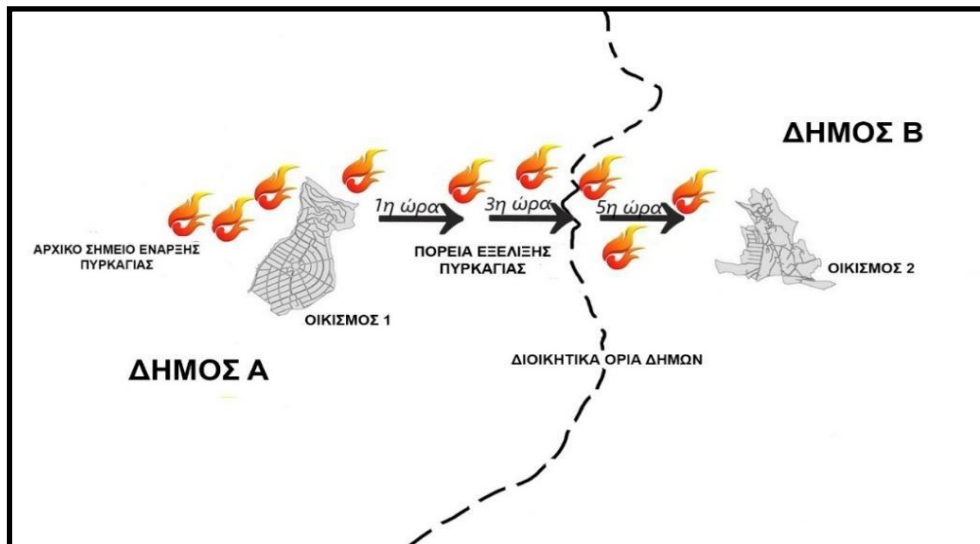 ΔΗΜΟΣ Β
1η ώρα
3η ώρα
5η ώρα
ΑΡΧΙΚΟ ΣΗΜΕΙΟ ΕΝΑΡΞΗΣ
ΠΥΡΚΑΓΙΑΣ
ΠΟΡΕΙΑ ΕΞΕΛΙΞΗΣ
ΠΥΡΚΑΓΙΑΣ
ΟΙΚΙΣΜΟΣ 2
ΟΙΚΙΣΜΟΣ 1
ΔΙΟΙΚΗΤΙΚΑ ΟΡΙΑ ΔΗΜΩΝ
ΔΗΜΟΣ Α